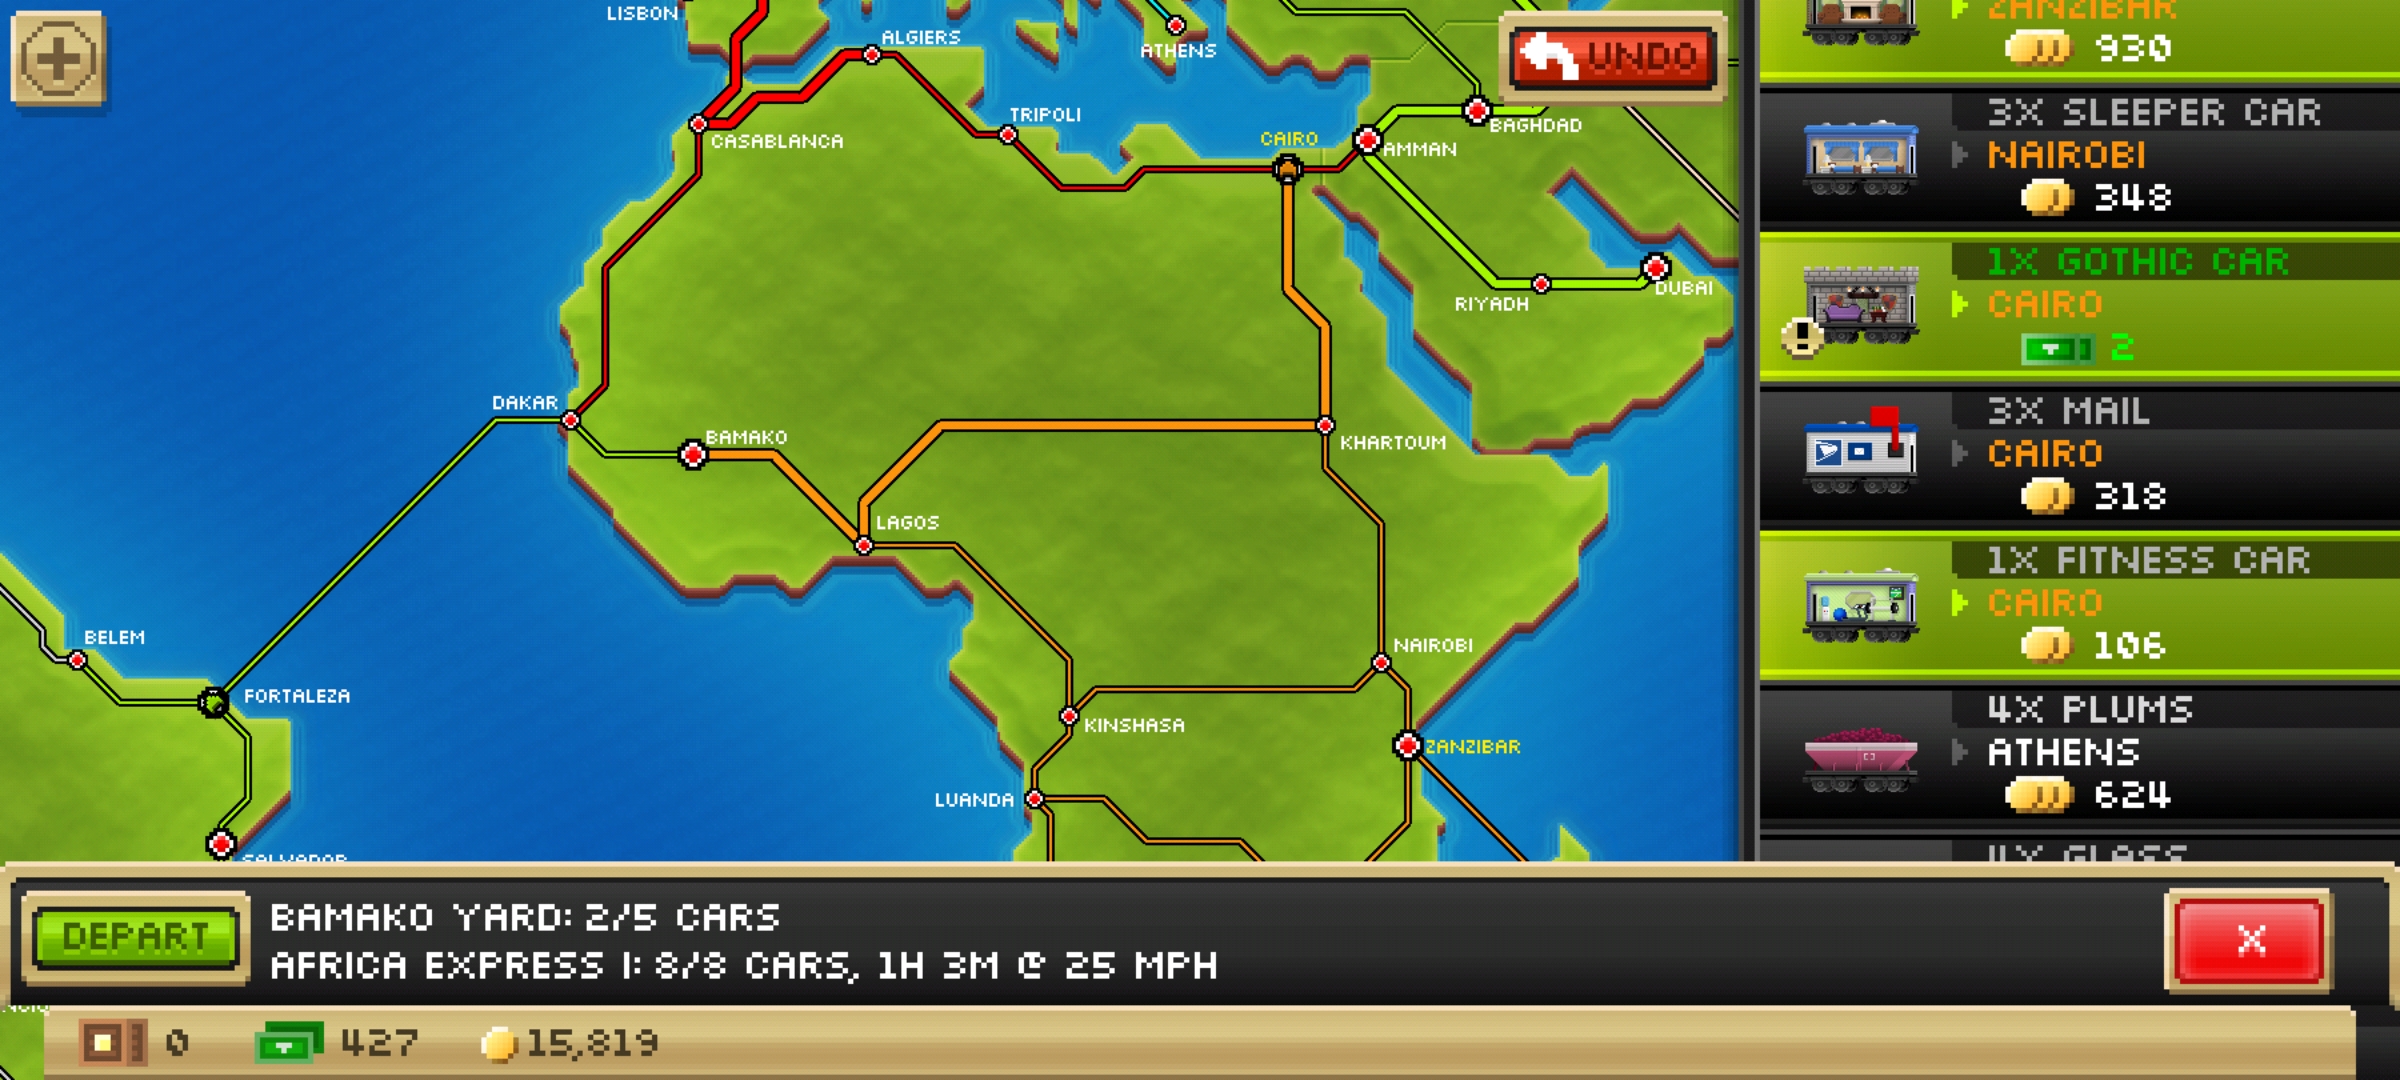 LISBON
ALGIERS
ATHENS
UNDO
TRIPOLI
CASABLANCA
CAIRO
AMMAN
BAGHDAD
RIYADH
DUBAI
DAKAR
BAMAKO
KHARTOUM
LAGOS
BELEM
FORTALEZA
NAIROBI
KINSHASA
ZANZIBAR
LUANDA
SALVADOR
ZANZIBAR
930
3X SLEEPER CAR
NAIROBI
348
1X GOTHIC CAR
CAIRO
2
3X MAIL
CAIRO
318
1X FITNESS CAR
CAIRO
106
4X PLUMS
ATHENS
624
4X GLASS
DEPART
BAMAKO YARD: 2/5 CARS
AFRICA EXPRESS I: 8/8 CARS, 1H 3M @ 25 MPH
X
0
427
15,819